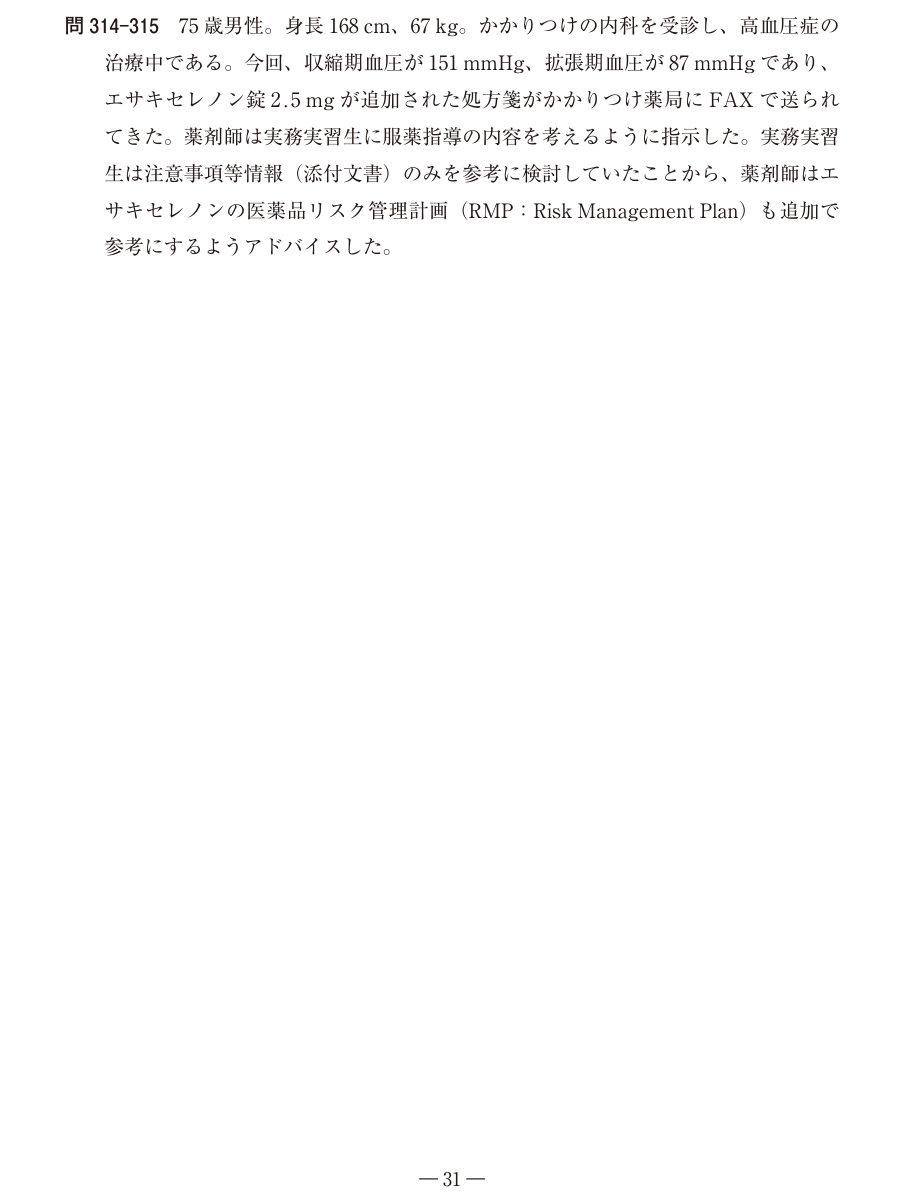 問 314-315 75 歳男性。身長 168 cm、67 kg。かかりつけの内科を受診し、高血圧症の
治療中である。今回、収縮期血圧が 151 mmHg、拡張期血圧が 87 mmHg であり、
エサキセレノン錠 2.5 mg が追加された処方箋がかかりつけ薬局に FAX で送られ
てきた。薬剤師は実務実習生に服薬指導の内容を考えるように指示した。実務実習
生は注意事項等情報（添付文書）のみを参考に検討していたことから、薬剤師はエ
サキセレノンの医薬品リスク管理計画（RMP：Risk Management Plan）も追加で
参考にするようアドバイスした。
― 31 ―